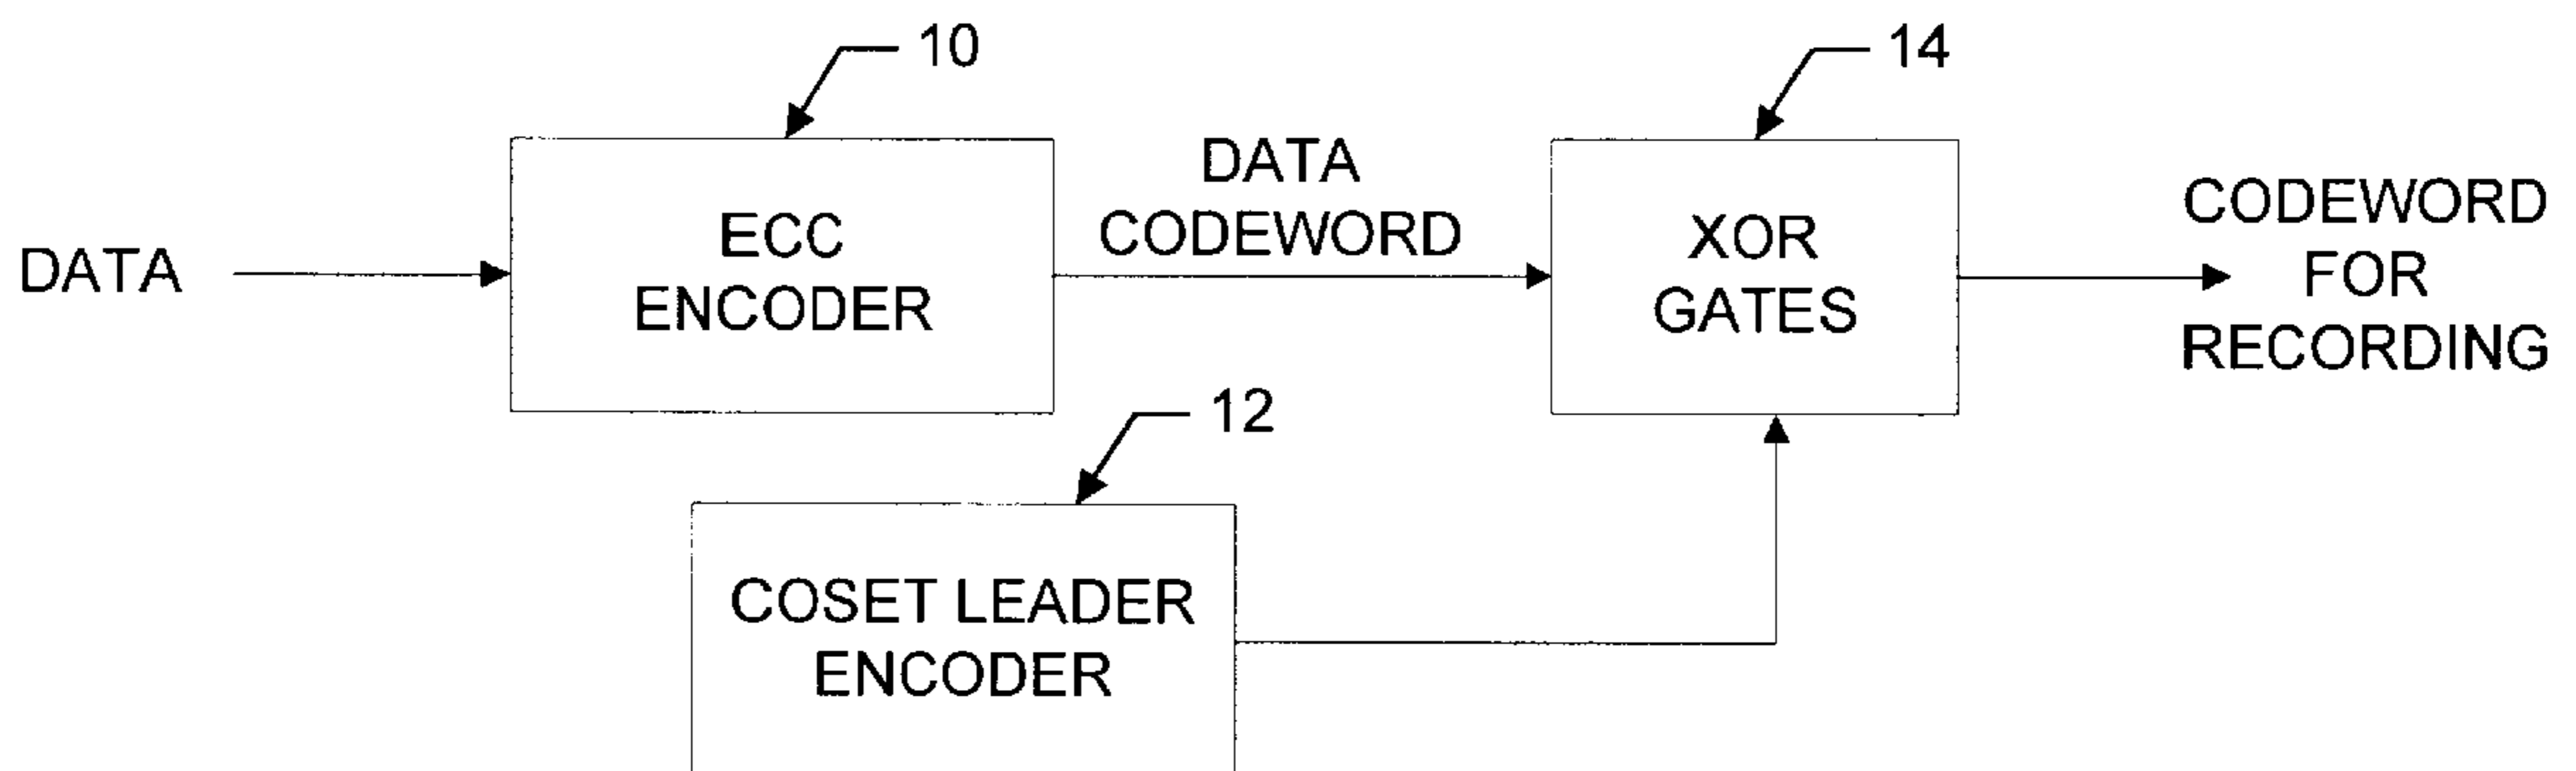 10
14
DATA
ECC
ENCODER
DATA
CODEWORD
XOR
GATES
CODEWORD
FOR
RECORDING
12
COSET LEADER
ENCODER